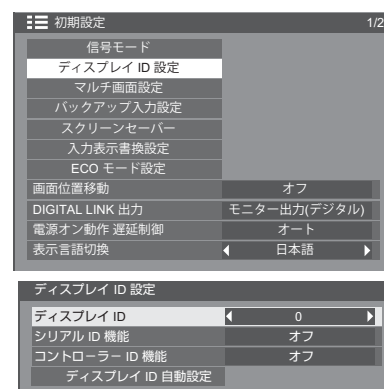 初期設定 1/2
信号モード
ディスプレイ ID 設定
マルチ画面設定
バックアップ入力設定
スクリーンセーバー
入力表示書換設定
ECO モード設定
画面位置移動 オフ
DIGITAL LINK 出力 モニター出力(デジタル)
電源オン動作 遅延制御 オート
表示言語切換 日本語
ディスプレイ ID 設定
ディスプレイ ID 0
シリアル ID 機能 オフ
コントローラー ID 機能 オフ
ディスプレイ ID 自動設定